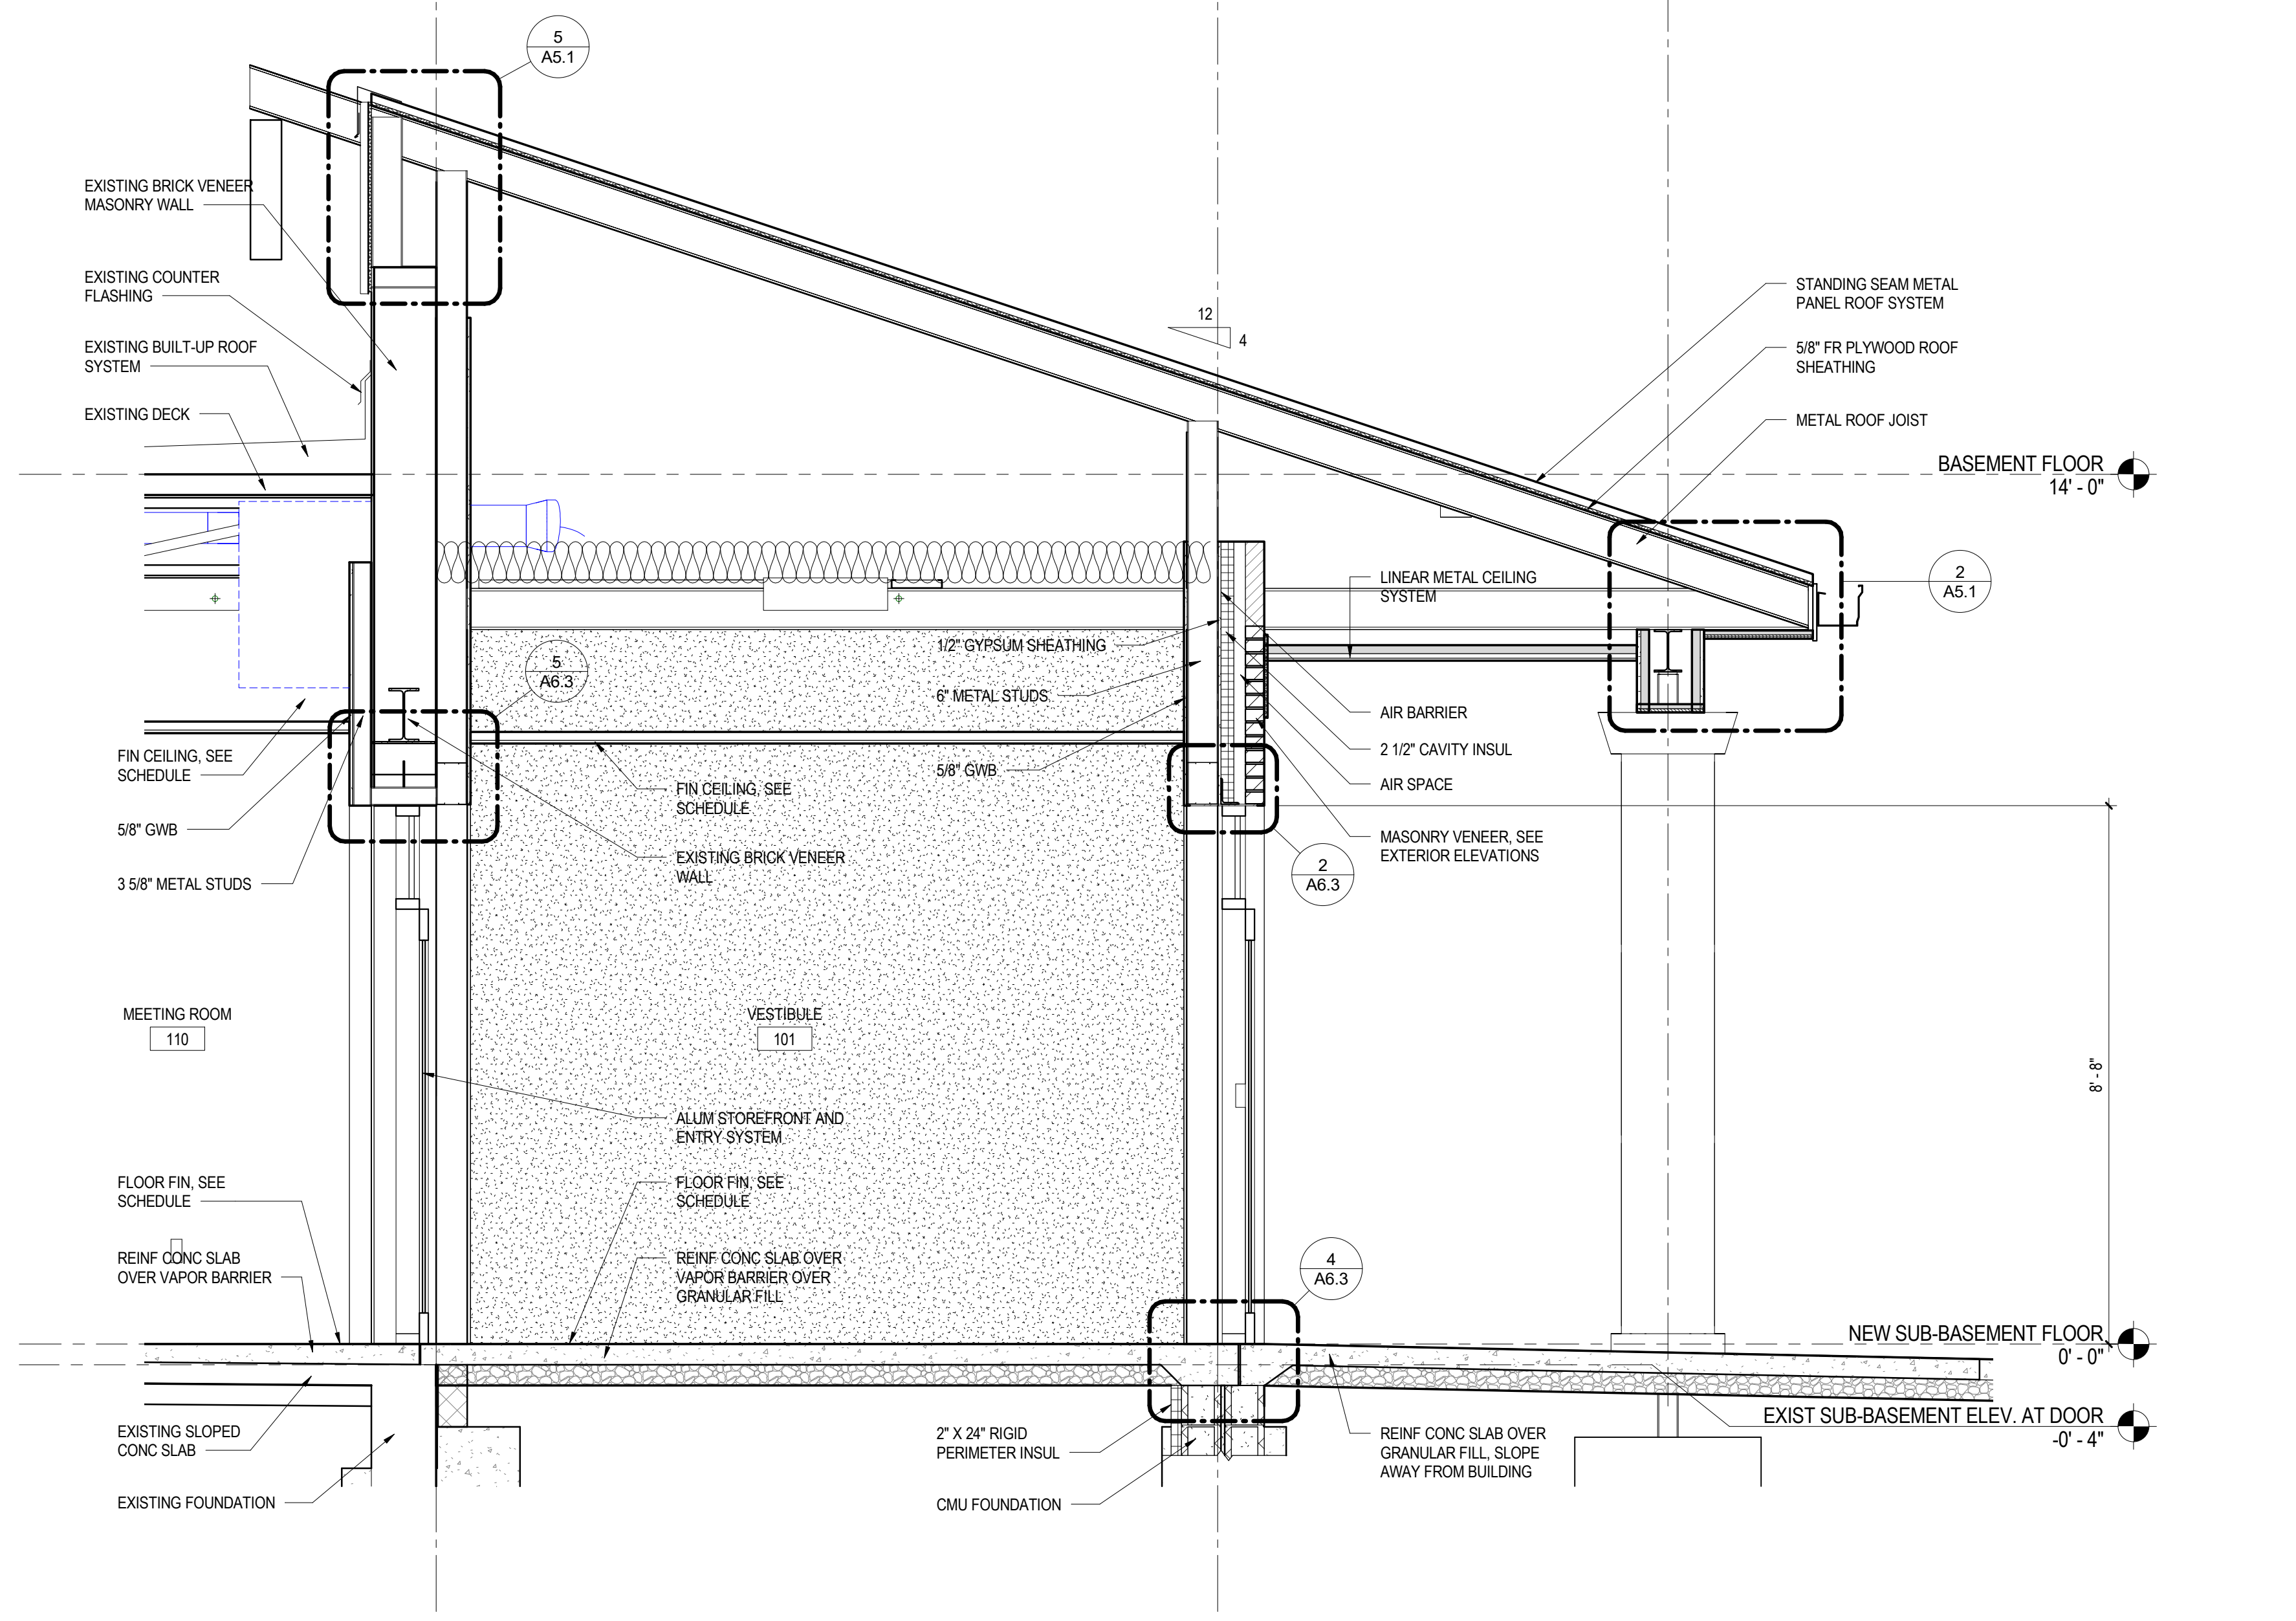 5
A5.1
EXISTING BRICK VENEER
MASONRY WALL
EXISTING COUNTER
FLASHING
EXISTING BUILT-UP ROOF
SYSTEM
EXISTING DECK
12
4
STANDING SEAM METAL
PANEL ROOF SYSTEM
5/8" FR PLYWOOD ROOF
SHEATHING
METAL ROOF JOIST
BASEMENT FLOOR
14' - 0"
2
A5.1
LINEAR METAL CEILING
SYSTEM
1/2" GYPSUM SHEATHING
6" METAL STUDS
5/8" GWB
5
A6.3
AIR BARRIER
2 1/2" CAVITY INSUL
AIR SPACE
MASONRY VENEER, SEE
EXTERIOR ELEVATIONS
2
A6.3
FIN CEILING, SEE
SCHEDULE
5/8" GWB
3 5/8" METAL STUDS
FIN CEILING, SEE
SCHEDULE
EXISTING BRICK VENEER
WALL
MEETING ROOM
110
VESTIBULE
101
8' - 8"
ALUM STOREFRONT AND
ENTRY SYSTEM
FLOOR FIN, SEE
SCHEDULE
REINF CONC SLAB
OVER VAPOR BARRIER
FLOOR FIN, SEE
SCHEDULE
REINF CONC SLAB OVER
VAPOR BARRIER OVER
GRANULAR FILL
4
A6.3
NEW SUB-BASEMENT FLOOR
0' - 0"
EXIST SUB-BASEMENT ELEV. AT DOOR
-0' - 4"
EXISTING SLOPED
CONC SLAB
EXISTING FOUNDATION
2" X 24" RIGID
PERIMETER INSUL
CMU FOUNDATION
REINF CONC SLAB OVER
GRANULAR FILL, SLOPE
AWAY FROM BUILDING